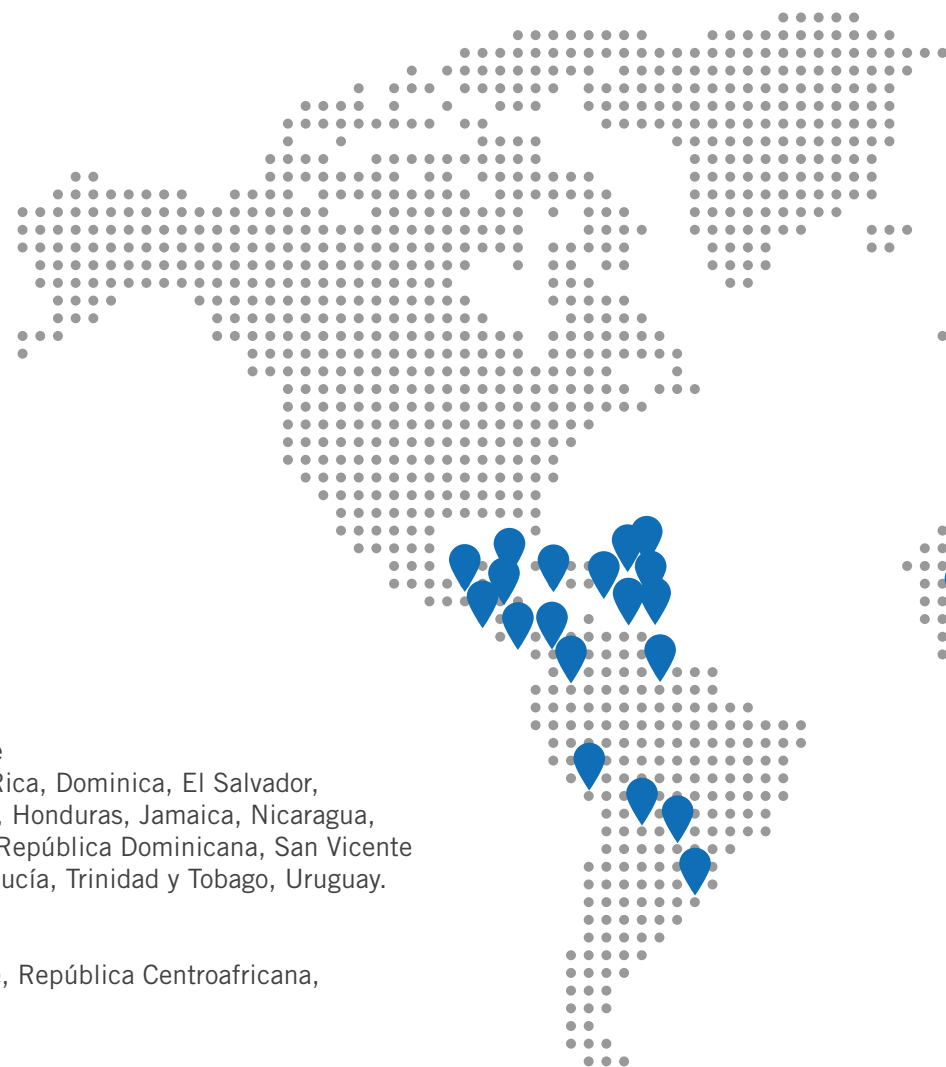 Rica, Dominica, El Salvador,
, Honduras, Jamaica, Nicaragua,
República Dominicana, San Vicente
ucía, Trinidad y Tobago, Uruguay.
, República Centroafricana,